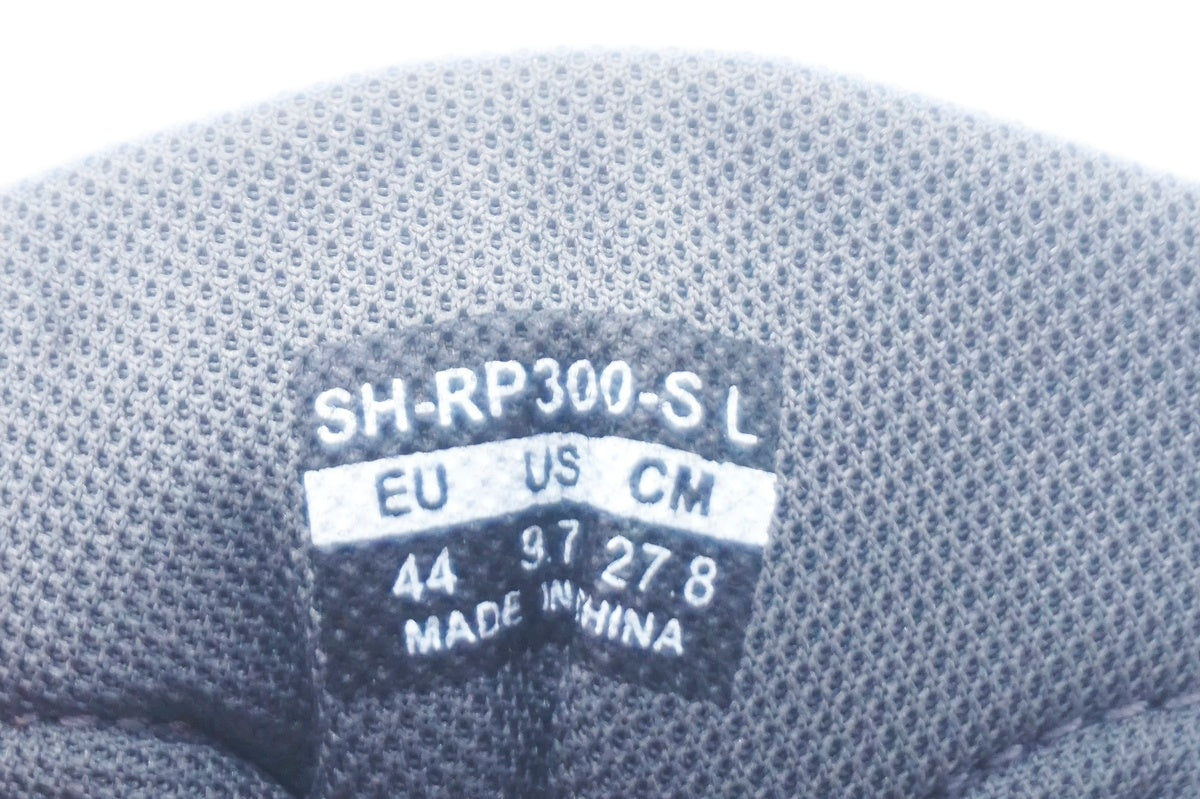 SH-RP300-S L
EU US CM
44 9.7 27.8
MADE IN CHINA